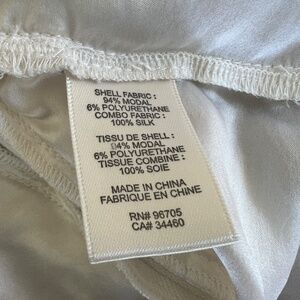 SHELL FABRIC :
94% MODAL
6% POLYURETHANE
COMBO FABRIC :
100% SILK
TISSU DE SHELL :
94% MODAL
6% POLYURETHANE
TISSUE COMBINE :
100% SOIE
MADE IN CHINA
FABRIQUE EN CHINE
RN# 96705
CA# 34460